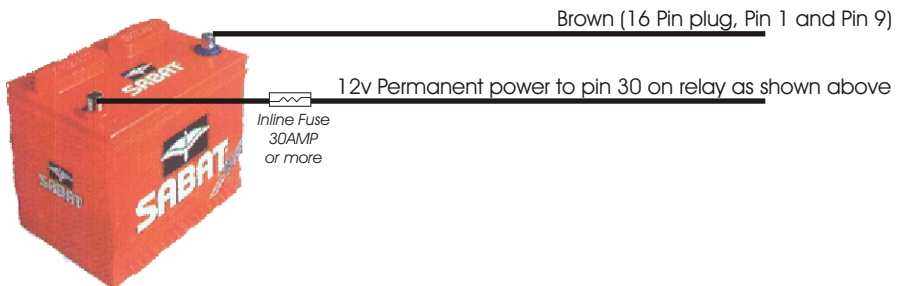 Brown (16 Pin plug, Pin 1 and Pin 9)
12v Permanent power to pin 30 on relay as shown above
Inline Fuse
30AMP
or more
SABAT
SABAT
SABAT